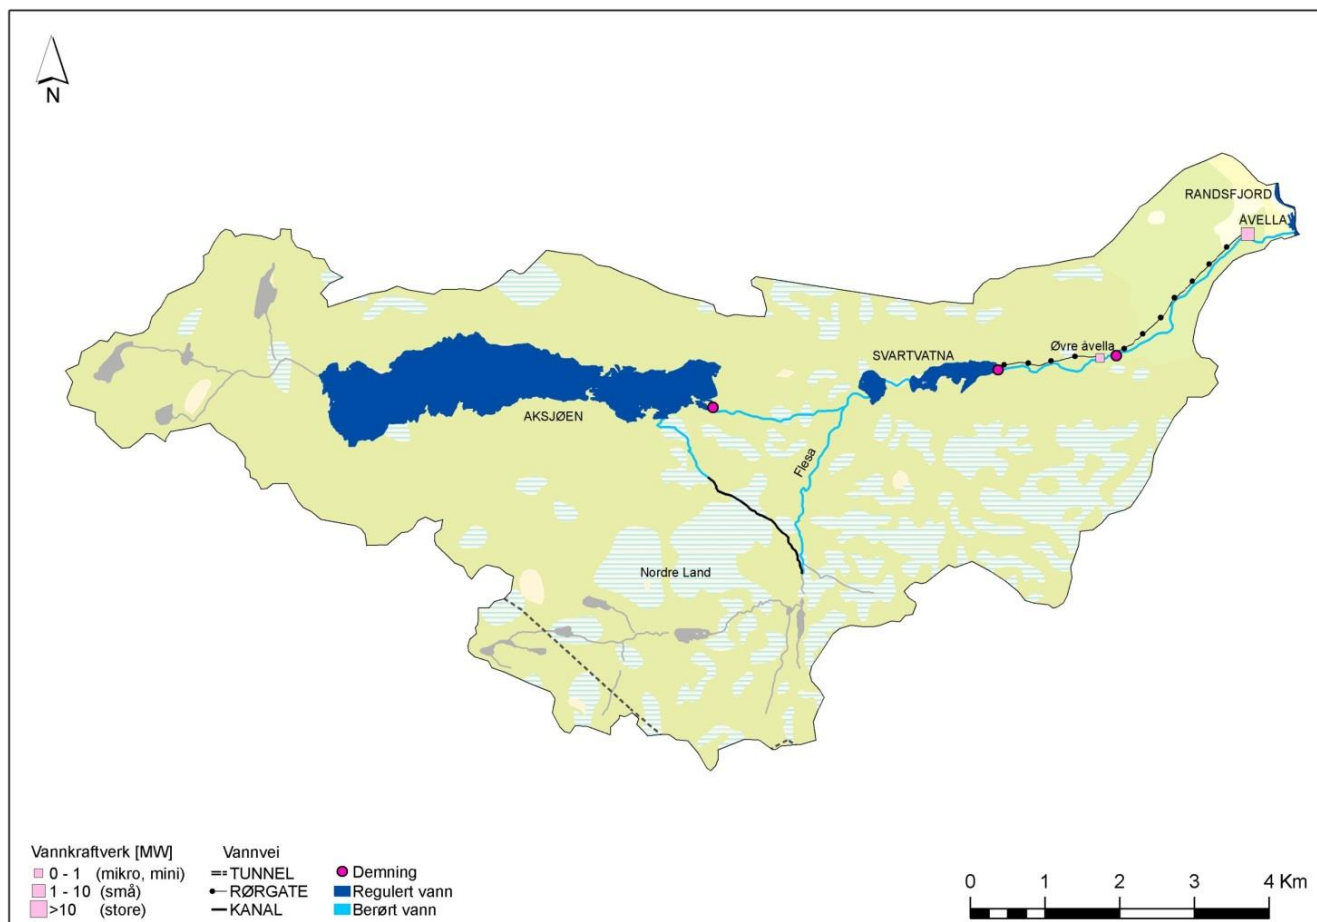 N
RANDSFJORD
ÅVELLA
Øvre åvella
SVARTVATNA
AKSJØEN
Flesa
Nordre Land
Vannkraftverk [MW]
0 - 1 (mikro, mini)
1 - 10 (små)
>10 (store)
Vannvei
TUNNEL
RØRGATE
KANAL
Demning
Regulert vann
Berørt vann
0 1 2 3 4 Km